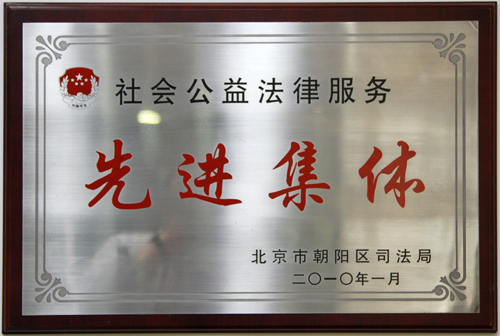 社会公益法律服务
先进集体
北京市朝阳区司法局
二〇一〇年一月